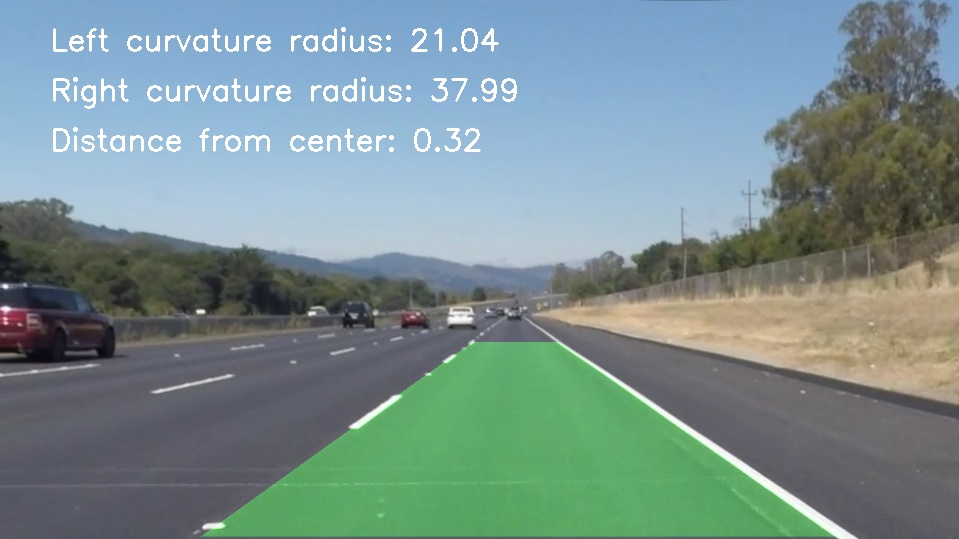 Left curvature radius: 21.04
Right curvature radius: 37.99
Distance from center: 0.32